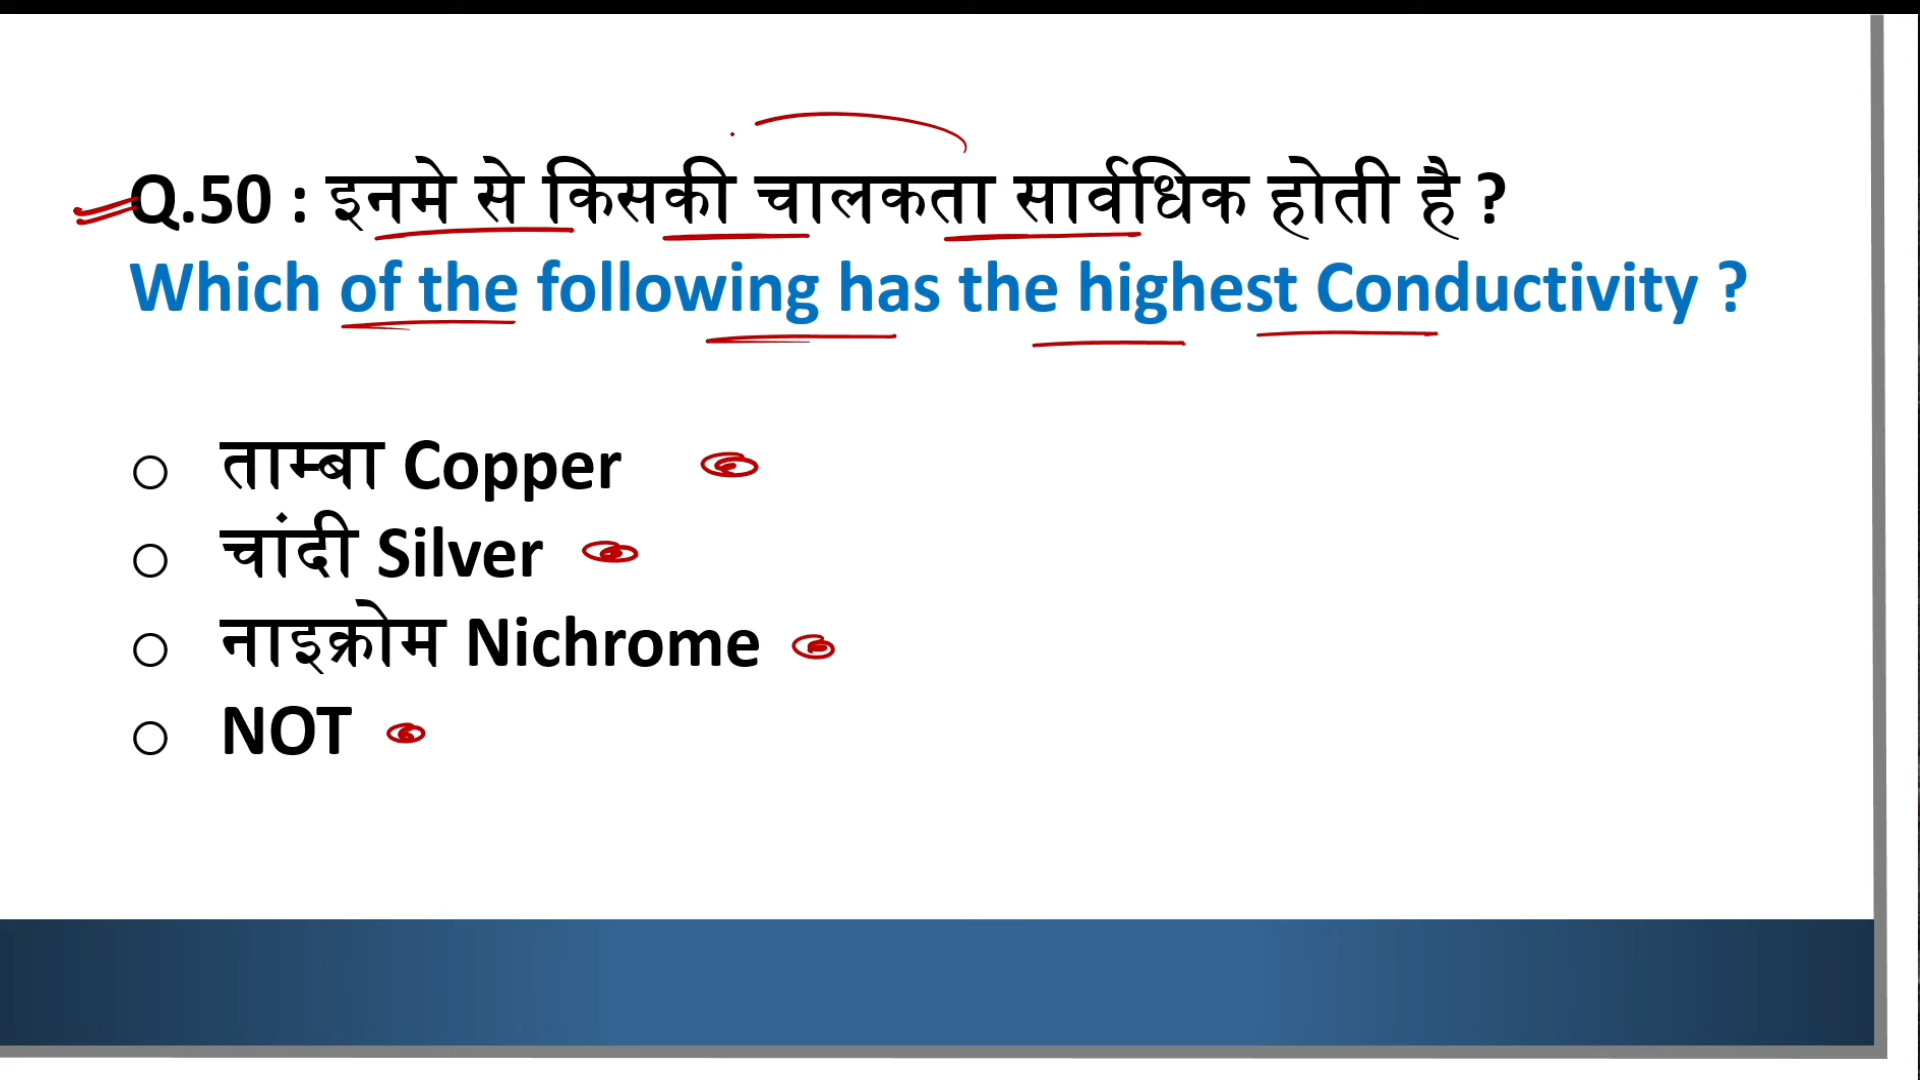 Q.50 : इनमे से किसकी चालकता सार्वधिक होती है ?
Which of the following has the highest Conductivity ?
ताम्बा Copper
चांदी Silver
नाइक्रोम Nichrome
NOT